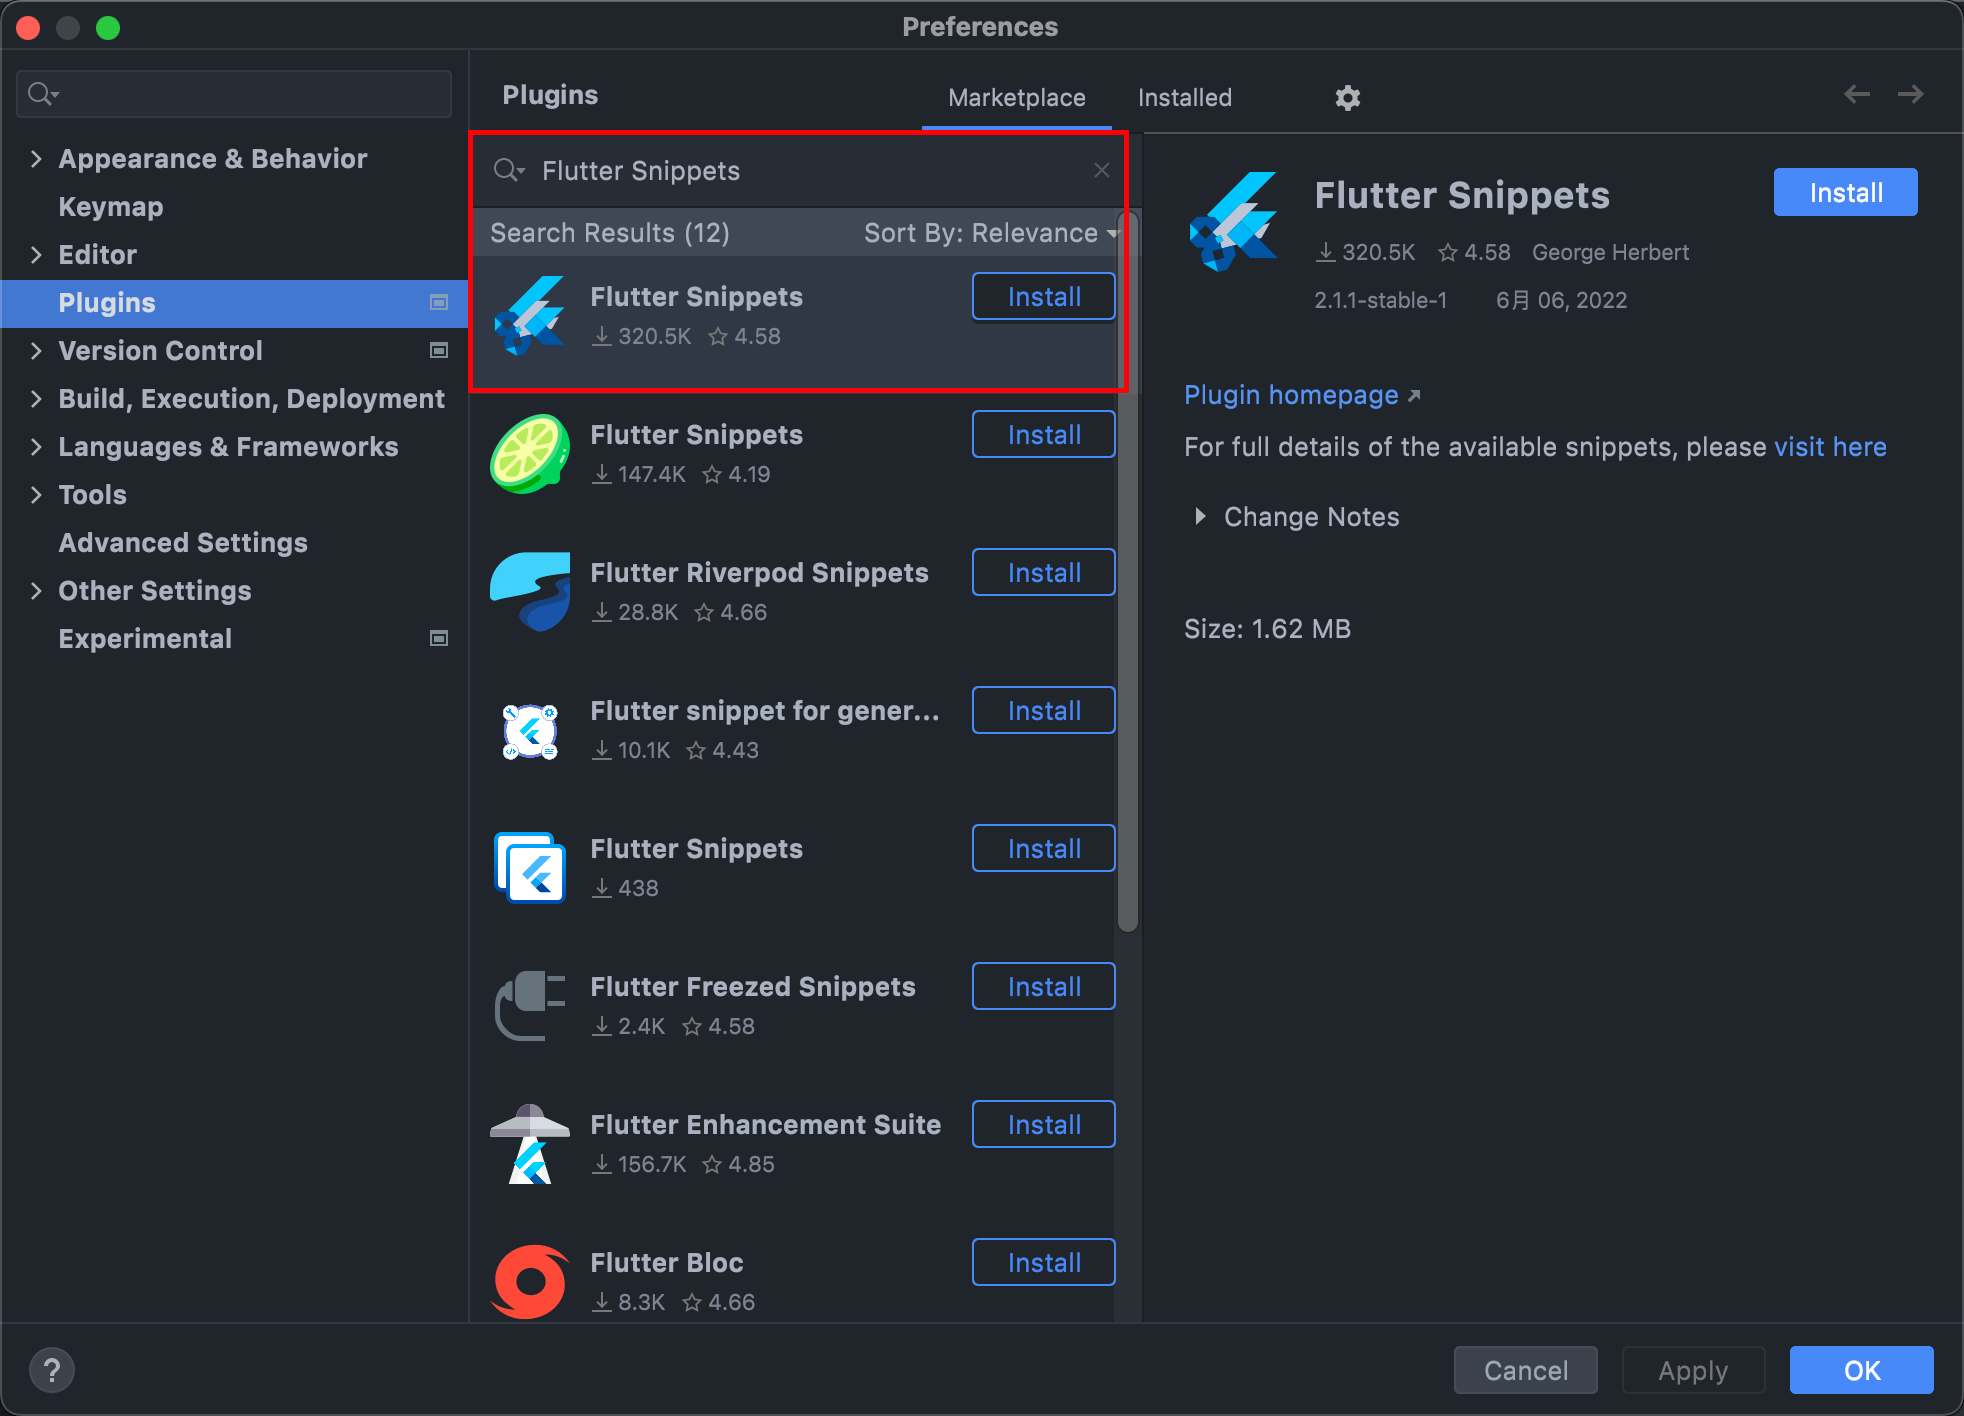 Preferences
Appearance & Behavior
Keymap
Editor
Plugins
Version Control
Build, Execution, Deployment
Languages & Frameworks
Tools
Advanced Settings
Other Settings
Experimental
Plugins
Marketplace
Installed
Flutter Snippets
Search Results (12)
Sort By: Relevance
Flutter Snippets
Install
320.5K 4.58
Flutter Snippets
Install
147.4K 4.19
Flutter Riverpod Snippets
Install
28.8K 4.66
Flutter snippet for gener...
Install
10.1K 4.43
Flutter Snippets
Install
438
Flutter Freezed Snippets
Install
2.4K 4.58
Flutter Enhancement Suite
Install
156.7K 4.85
Flutter Bloc
Install
8.3K 4.66
Flutter Snippets
Install
320.5K 4.58 George Herbert
2.1.1-stable-1 6月 06, 2022
Plugin homepage
For full details of the available snippets, please visit here
Change Notes
Size: 1.62 MB
?
Cancel
Apply
OK